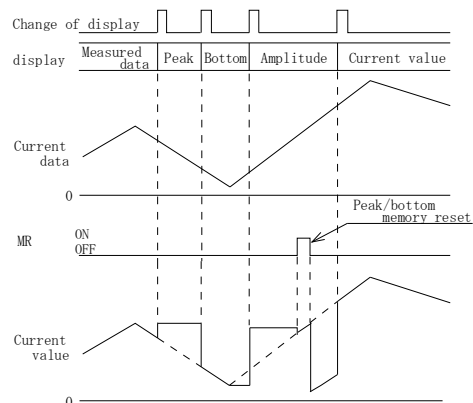 Change of display
display
Measured data
Peak
Bottom
Amplitude
Current value
Current data
0
Peak/bottom
memory reset
MR
ON
OFF
Current value
0